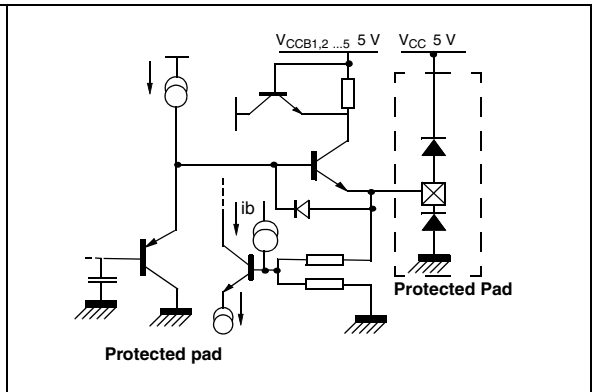 V_CCB1,2 ...5 5 V V_CC 5 V
ib
Protected Pad
Protected pad